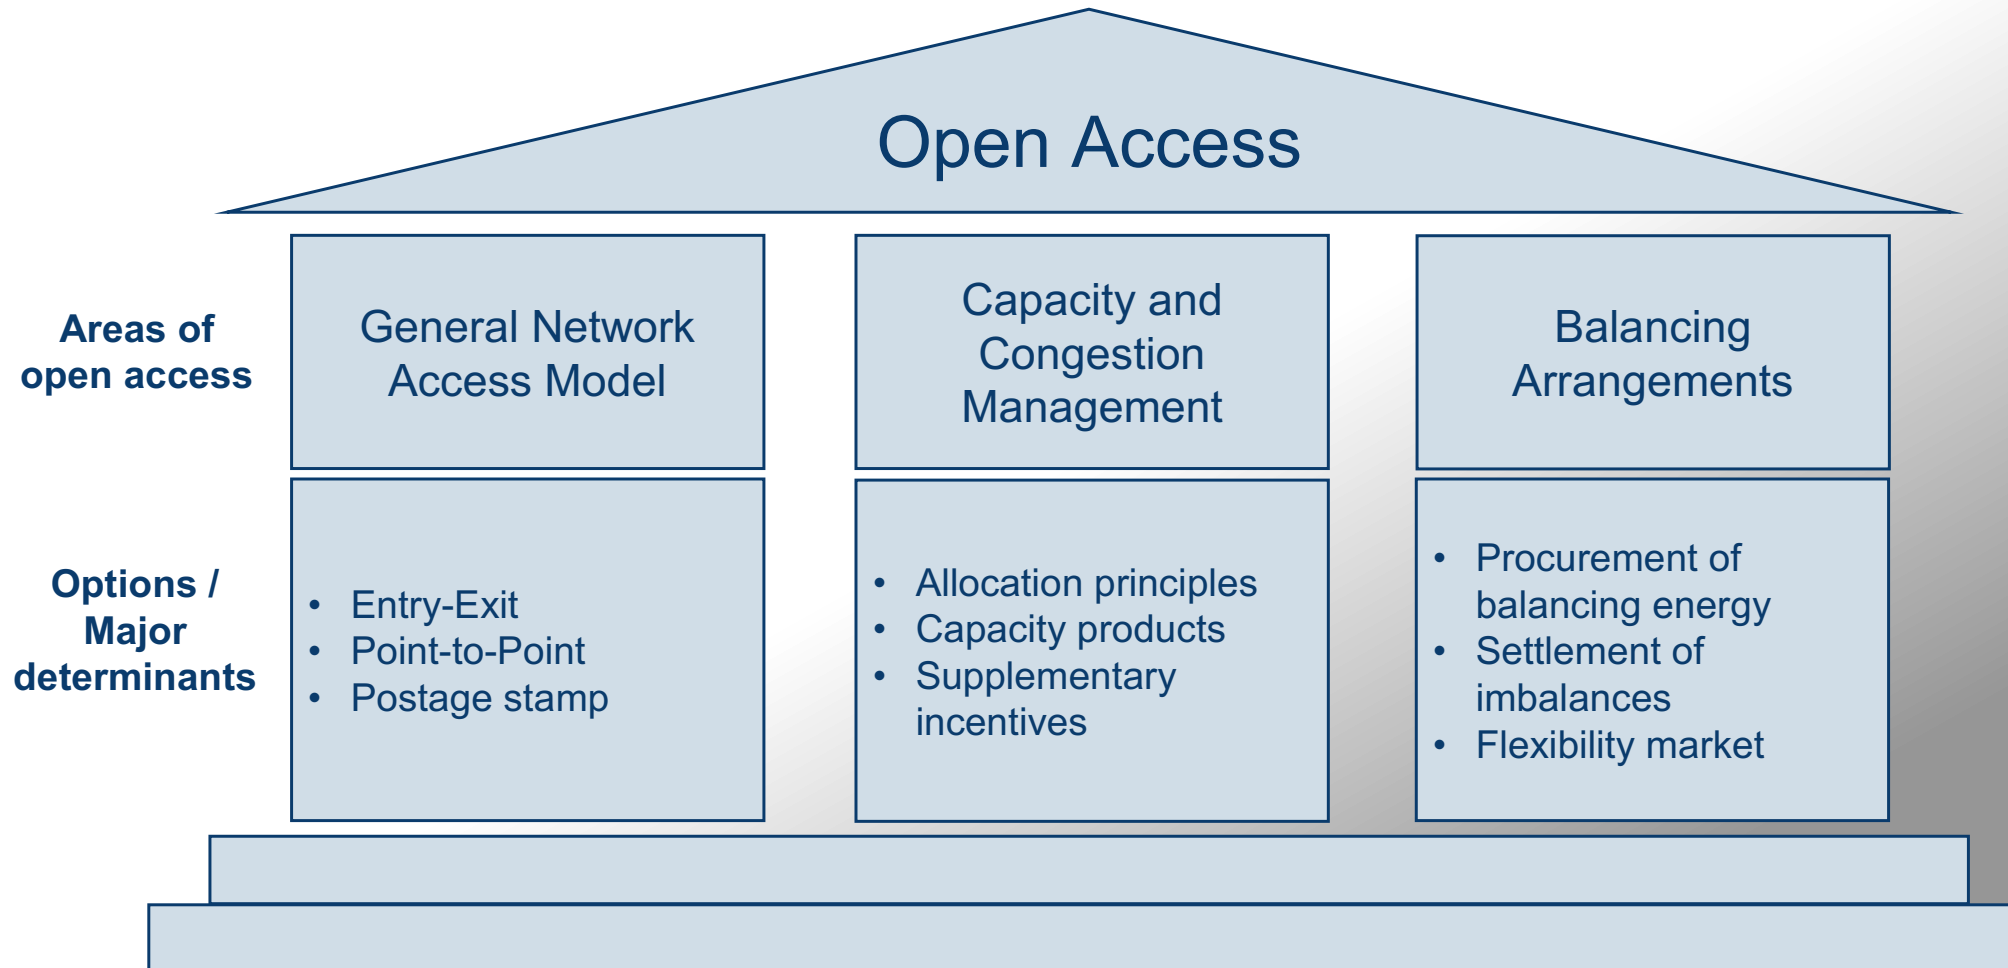 Open Access
Areas of
open access
General Network
Access Model
Capacity and
Congestion
Management
Balancing
Arrangements
Options /
Major
determinants
• Entry-Exit
• Point-to-Point
• Postage stamp
• Allocation principles
• Capacity products
• Supplementary
incentives
• Procurement of
balancing energy
• Settlement of
imbalances
• Flexibility market